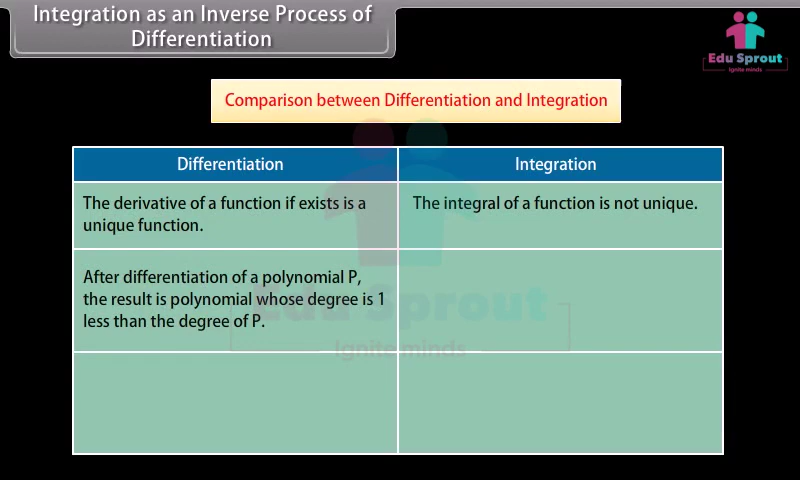 Integration as an Inverse Process of
Differentiation
Edu Sprout
Ignite minds
Comparison between Differentiation and Integration
Differentiation
Integration
The derivative of a function if exists is a
unique function.
The integral of a function is not unique.
After differentiation of a polynomial P,
the result is polynomial whose degree is 1
less than the degree of P.
Edu Sprout
Ignite minds